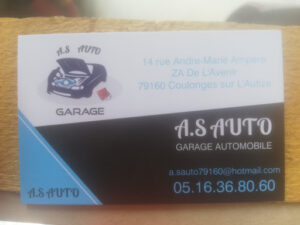 A.S AUTO
GARAGE
14 rue André-Marie Ampère
ZA De L'Avenir
79160 Coulonges sur L'Autize
A.S AUTO
GARAGE AUTOMOBILE
a.sauto79160@hotmail.com
05.16.36.80.60
A.S AUTO